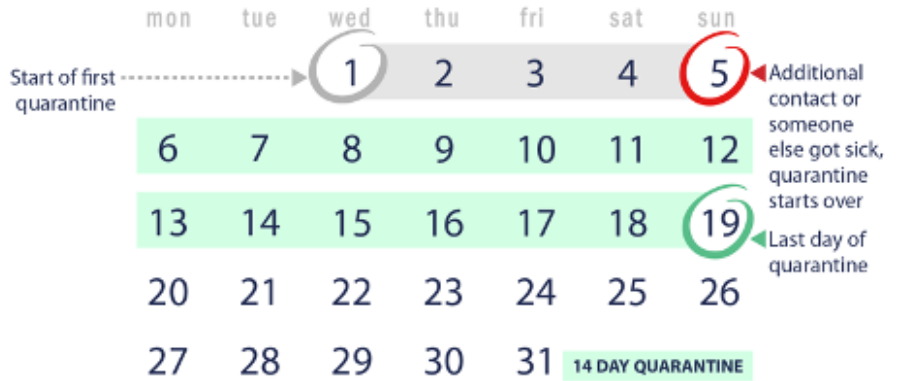 mon tue wed thu fri sat sun
Start of first
quarantine
1 2 3 4 5
Additional
contact or
someone
else got sick,
quarantine
starts over
6 7 8 9 10 11 12
13 14 15 16 17 18 19
Last day of
quarantine
20 21 22 23 24 25 26
27 28 29 30 31
14 DAY QUARANTINE